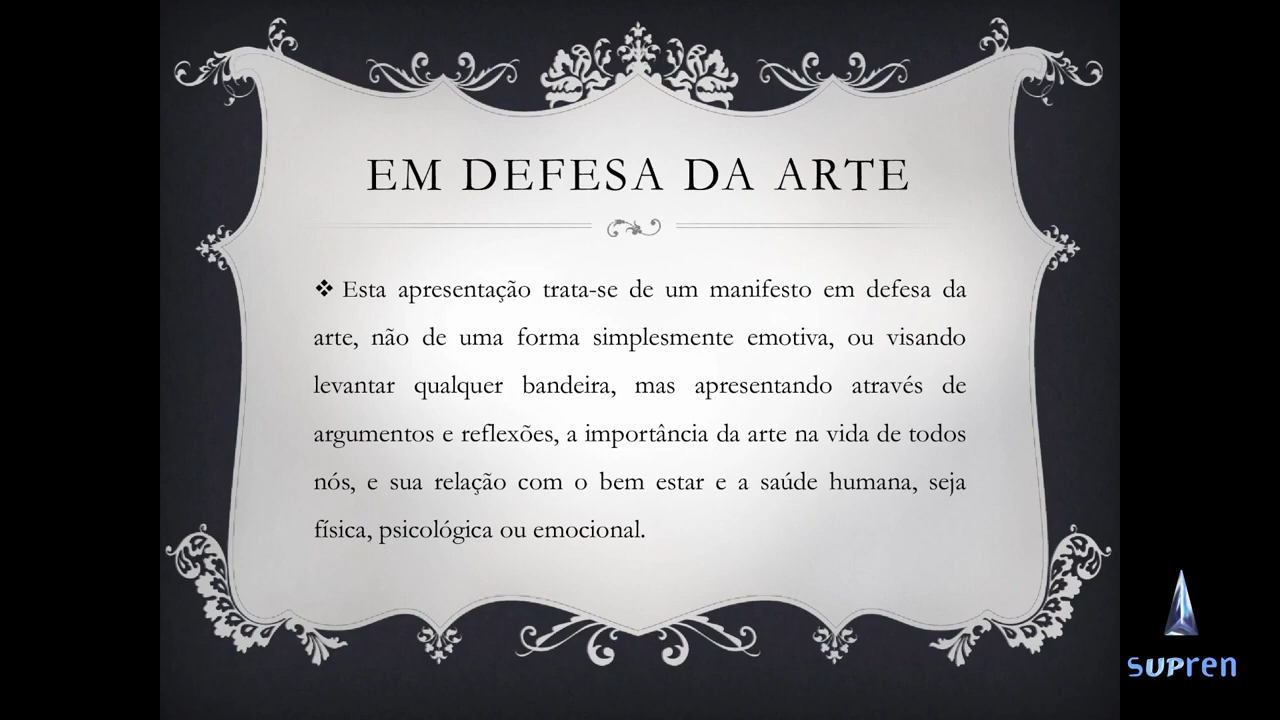 EM DEFESA DA ARTE
❖ Esta apresentação trata-se de um manifesto em defesa da
arte, não de uma forma simplesmente emotiva, ou visando
levantar qualquer bandeira, mas apresentando através de
argumentos e reflexões, a importância da arte na vida de todos
nós, e sua relação com o bem estar e a saúde humana, seja
física, psicológica ou emocional.
SUPren